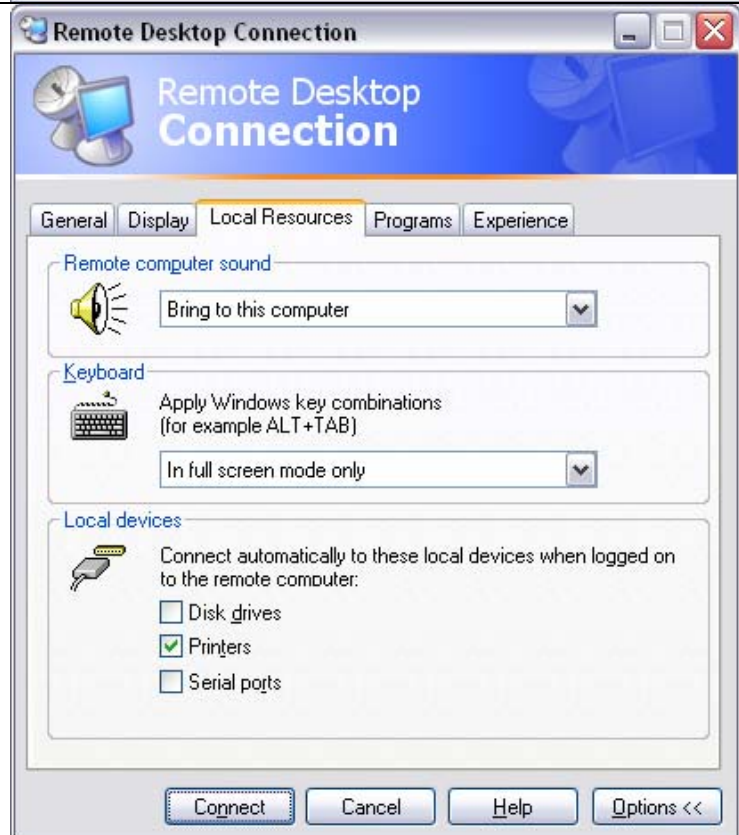 Remote Desktop Connection
Remote Desktop
Connection
General Display Local Resources Programs Experience
Remote computer sound
Bring to this computer
Keyboard
Apply Windows key combinations
(for example ALT+TAB)
In full screen mode only
Local devices
Connect automatically to these local devices when logged on
to the remote computer:
Disk drives
Printers
Serial ports
Connect Cancel Help Options <<